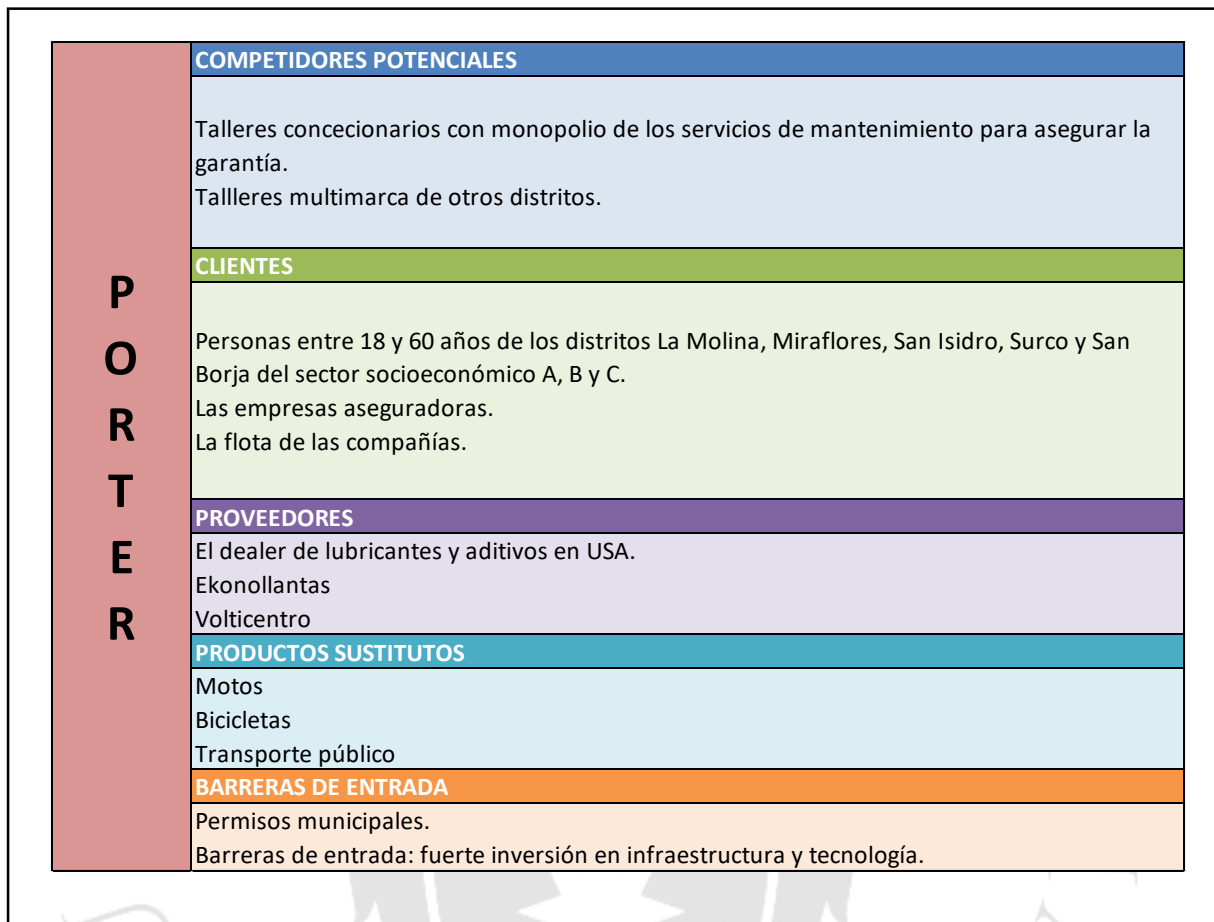 COMPETIDORES POTENCIALES
Talleres concecionarios con monopolio de los servicios de mantenimiento para asegurar la
garantía.
Tallleres multimarca de otros distritos.
PORTER
CLIENTES
Personas entre 18 y 60 años de los distritos La Molina, Miraflores, San Isidro, Surco y San
Borja del sector socioeconómico A, B y C.
Las empresas aseguradoras.
La flota de las compañías.
PROVEEDORES
El dealer de lubricantes y aditivos en USA.
Ekonollantas
Volticentro
PRODUCTOS SUSTITUTOS
Motos
Bicicletas
Transporte público
BARRERAS DE ENTRADA
Permisos municipales.
Barreras de entrada: fuerte inversión en infraestructura y tecnología.